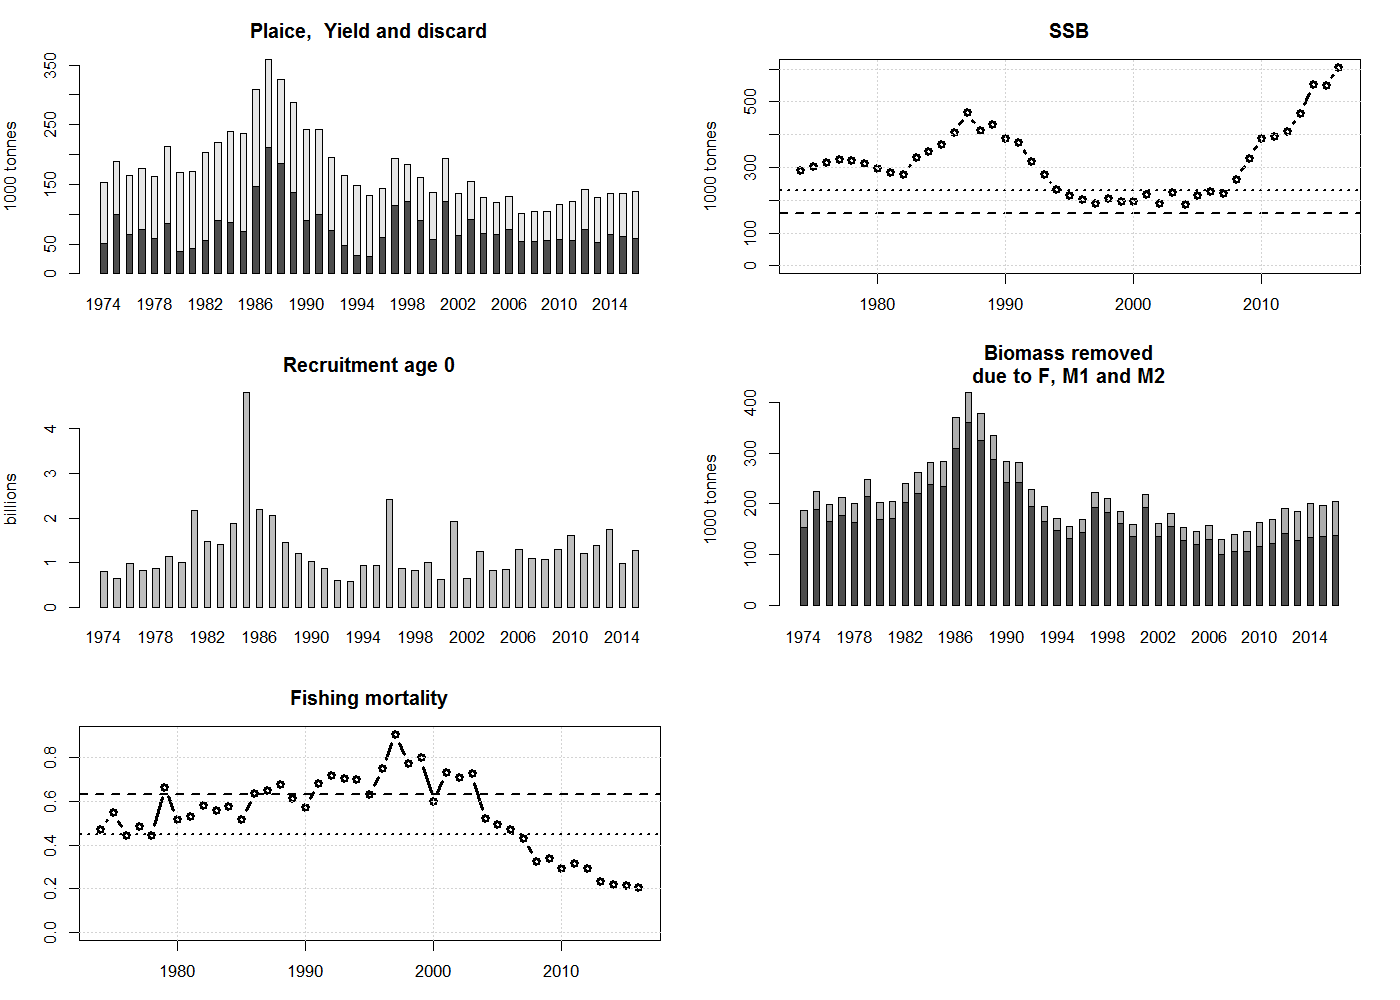 Plaice,  Yield and discard
1000 tonnes
0 50 150 250 350
1974 1978 1982 1986 1990 1994 1998 2002 2006 2010 2014
SSB
1000 tonnes
0 100 300 500
1980 1990 2000 2010
Recruitment age 0
billions
0 1 2 3 4
1974 1978 1982 1986 1990 1994 1998 2002 2006 2010 2014
Biomass removed
due to F, M1 and M2
1000 tonnes
0 100 200 300 400
1974 1978 1982 1986 1990 1994 1998 2002 2006 2010 2014
Fishing mortality
0.0 0.2 0.4 0.6 0.8
1980 1990 2000 2010